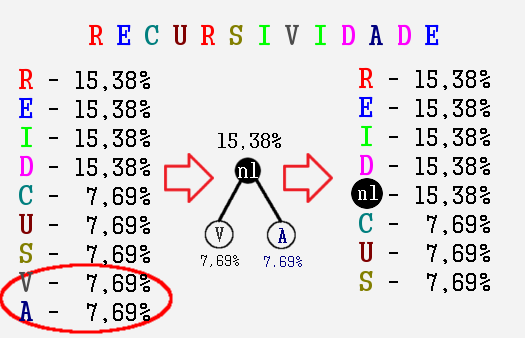 RECURSIVIDADE
R - 15,38%
E - 15,38%
I - 15,38%
D - 15,38%
C - 7,69%
U - 7,69%
S - 7,69%
V - 7,69%
A - 7,69%
15,38%
n1
V A
7,69% 7.69%
R - 15,38%
E - 15,38%
I - 15,38%
D - 15,38%
n1 - 15,38%
C - 7,69%
U - 7,69%
S - 7,69%